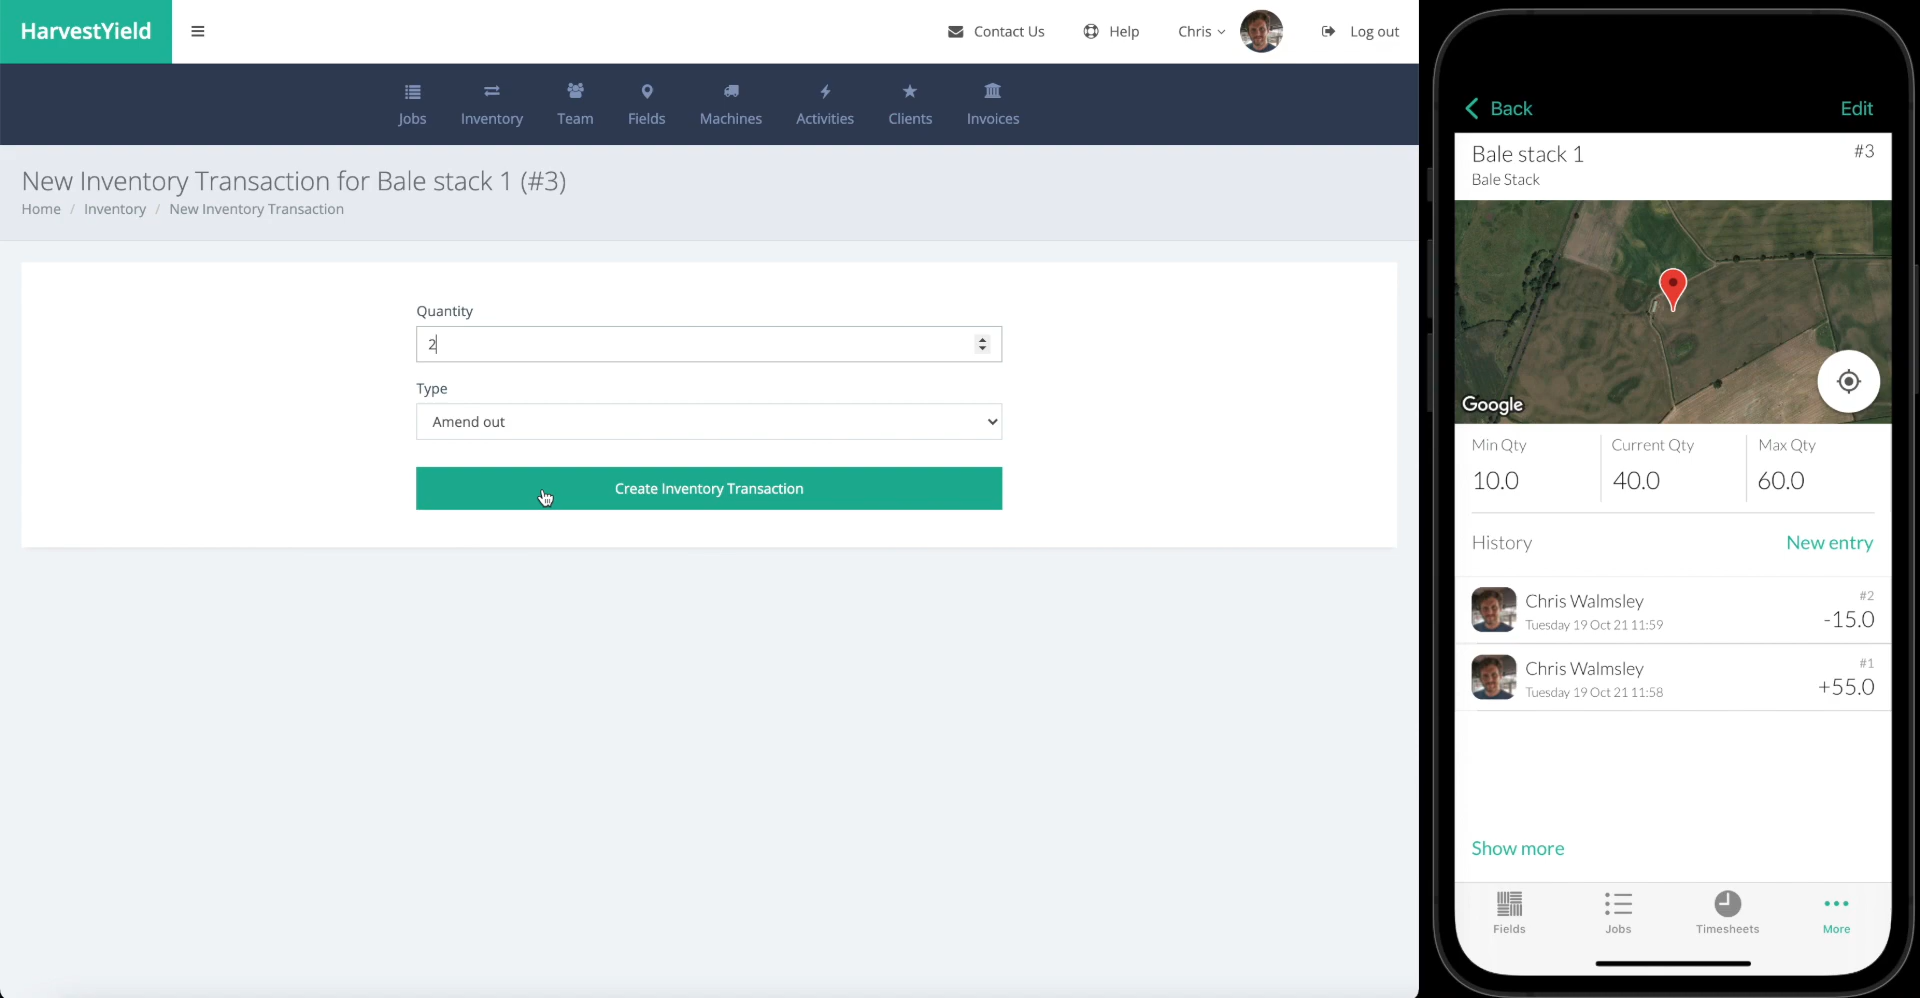 HarvestYield
Contact Us
Help
Chris
Log out
Jobs
Inventory
Team
Fields
Machines
Activities
Clients
Invoices
New Inventory Transaction for Bale stack 1 (#3)
Home / Inventory / New Inventory Transaction
Quantity
2
Type
Amend out
Create Inventory Transaction
Back
Edit
Bale stack 1
#3
Bale Stack
Google
Min Qty
Current Qty
Max Qty
10.0
40.0
60.0
History
New entry
Chris Walmsley
#2
Tuesday 19 Oct 21 11:59
-15.0
Chris Walmsley
#1
Tuesday 19 Oct 21 11:58
+55.0
Show more
Fields
Jobs
Timesheets
More